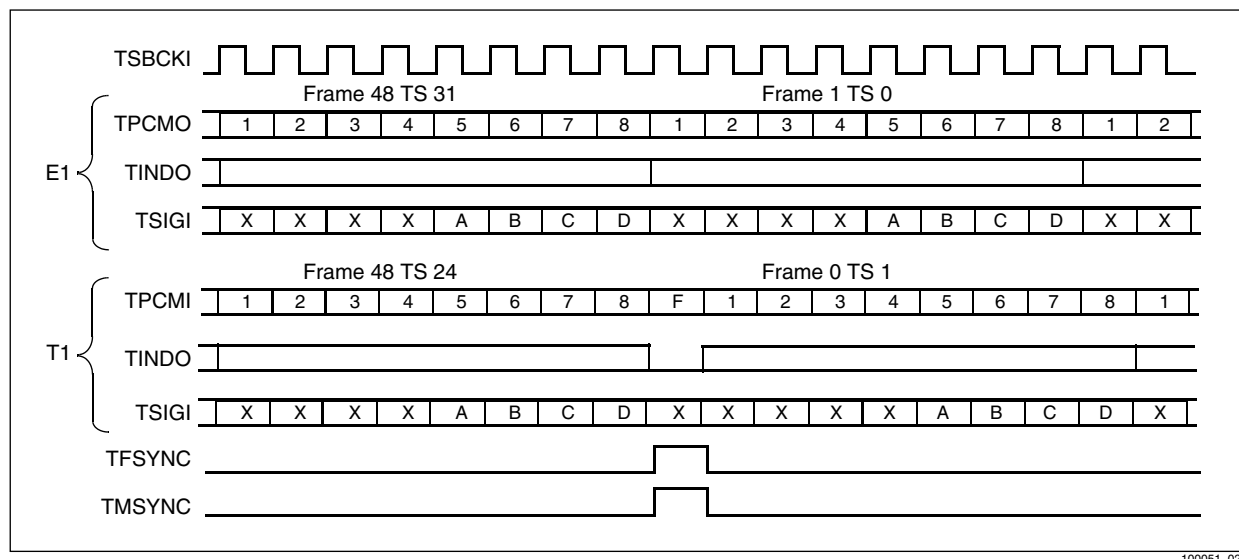 TSBCKI
Frame 48 TS 31 Frame 1 TS 0
E1
TPCMO 1 2 3 4 5 6 7 8 1 2 3 4 5 6 7 8 1 2
TINDO
TSIGI X X X X A B C D X X X X A B C D X X
Frame 48 TS 24 Frame 0 TS 1
T1
TPCMI 1 2 3 4 5 6 7 8 F 1 2 3 4 5 6 7 8 1
TINDO
TSIGI X X X X A B C D X X X X X A B C D X
TFSYNC
TMSYNC